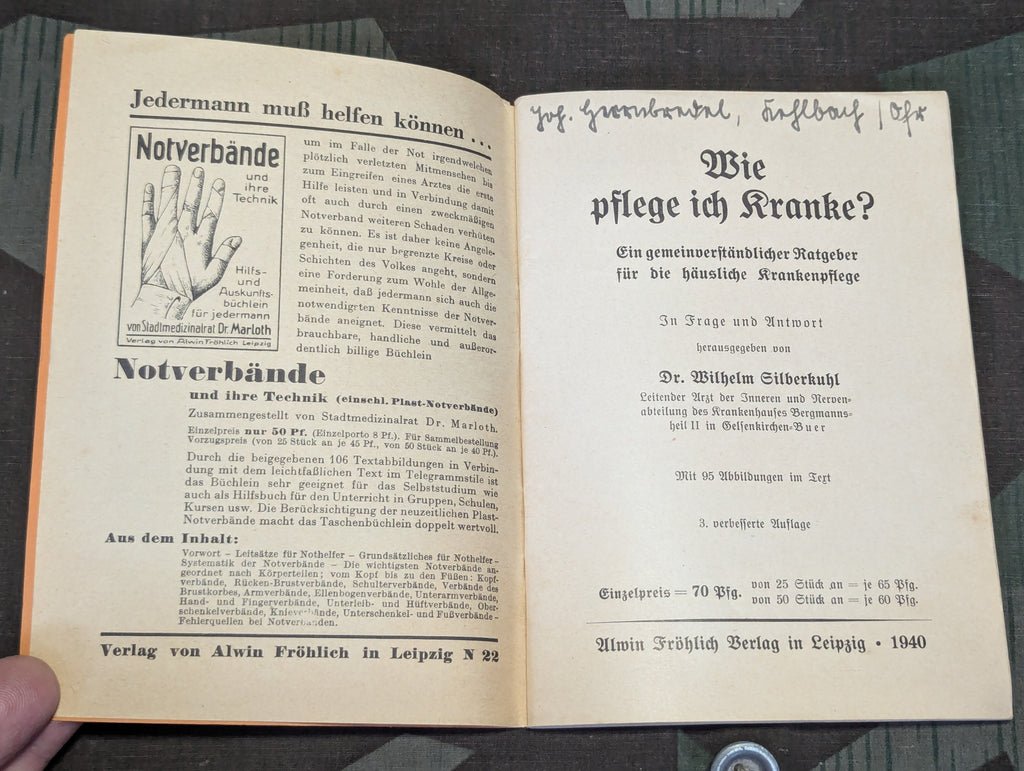 Jedermann muß helfen können . . .
Notverbände
und
ihre
Technik
Hilfs-
und
Auskunfts-
büchlein
für jedermann
von Stadtmedizinalrat Dr. Marloth
Verlag von Alwin Fröhlich Leipzig
um im Falle der Not irgendwelchen
plötzlich verletzten Mitmenschen bis
zum Eingreifen eines Arztes die erste
Hilfe leisten und in Verbindung damit
oft auch durch einen zweckmäßigen
Notverband weiteren Schaden verhüten
zu können. Es ist daher keine Angele-
genheit, die nur begrenzte Kreise oder
Schichten des Volkes angeht, sondern
eine Forderung zum Wohle der Allge-
meinheit, daß jedermann sich auch die
notwendigsten Kenntnisse der Notver-
bände aneignet. Diese vermittelt das
brauchbare, handliche und außeror-
dentlich billige Büchlein
Notverbände
und ihre Technik (einschl. Plast-Notverbände)
Zusammengestellt von Stadtmedizinalrat Dr. Marloth.
Einzelpreis nur 50 Pf. (Einzelporto 8 Pf.). Für Sammelbestellung
Vorzugspreis (von 25 Stück an je 45 Pf., von 50 Stück an je 40 Pf.).
Durch die beigegebenen 106 Textabbildungen in Verbin-
dung mit dem leichtfaßlichen Text im Telegrammstile ist
das Büchlein sehr geeignet für das Selbststudium wie
auch als Hilfsbuch für den Unterricht in Gruppen, Schulen,
Kursen usw. Die Berücksichtigung der neuzeitlichen Plast-
Notverbände macht das Taschenbüchlein doppelt wertvoll.
Aus dem Inhalt:
Vorwort – Leitsätze für Nothelfer – Grundsätzliches für Nothelfer –
Systematik der Notverbände – Die wichtigsten Notverbände an-
geordnet nach Körperteilen; vom Kopf bis zu den Füßen: Kopf-
verbände, Rücken-Brustverbände, Schulterverbände, Verbände des
Brustkorbes, Armverbände, Ellenbogenverbände, Unterarmverbände,
Hand- und Fingerverbände, Unterleib- und Hüftverbände, Ober-
schenkelverbände, Knieverbände, Unterschenkel- und Fußverbände –
Fehlerquellen bei Notverbänden.
Verlag von Alwin Fröhlich in Leipzig N 22
Joh.
Wie
pflege ich Kranke?
Ein gemeinverständlicher Ratgeber
für die häusliche Krankenpflege
In Frage und Antwort
herausgegeben von
Dr. Wilhelm Silberkuhl
Leitender Arzt der Inneren und Nerven-
abteilung des Krankenhauses Bergmanns-
heil II in Gelsenkirchen-Buer
Mit 95 Abbildungen im Text
3. verbesserte Auflage
Einzelpreis = 70 Pfg. von 25 Stück an = je 65 Pfg.
von 50 Stück an = je 60 Pfg.
Alwin Fröhlich Verlag in Leipzig • 1940